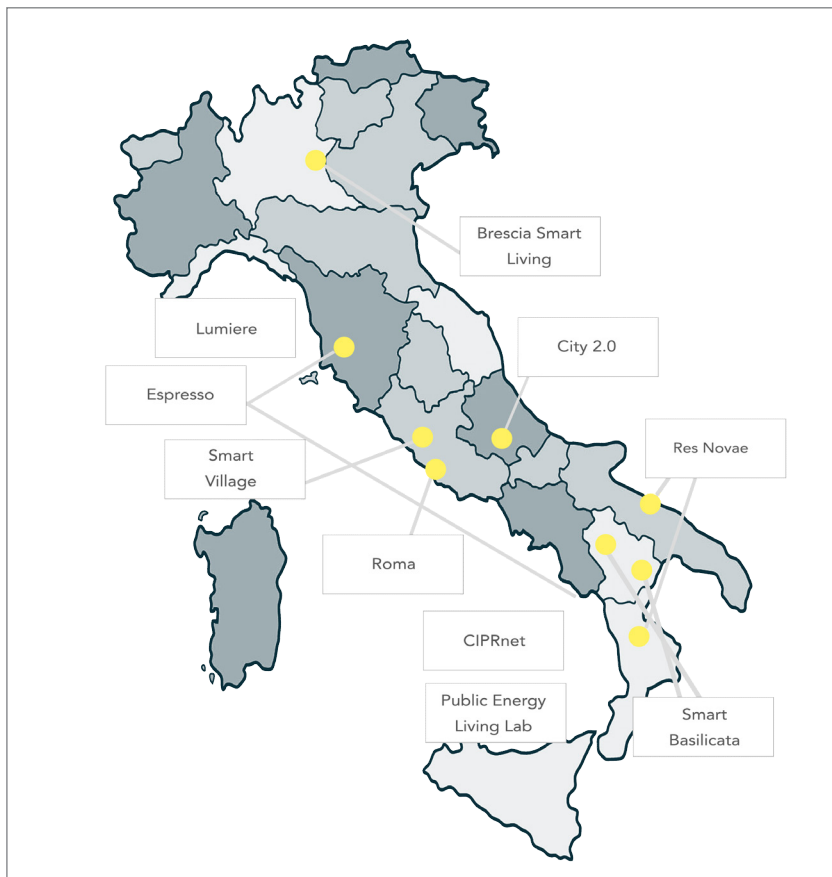 Brescia Smart
Living
Lumiere
City 2.0
Espresso
Smart
Village
Res Novae
Roma
CIPRnet
Public Energy
Living Lab
Smart
Basilicata